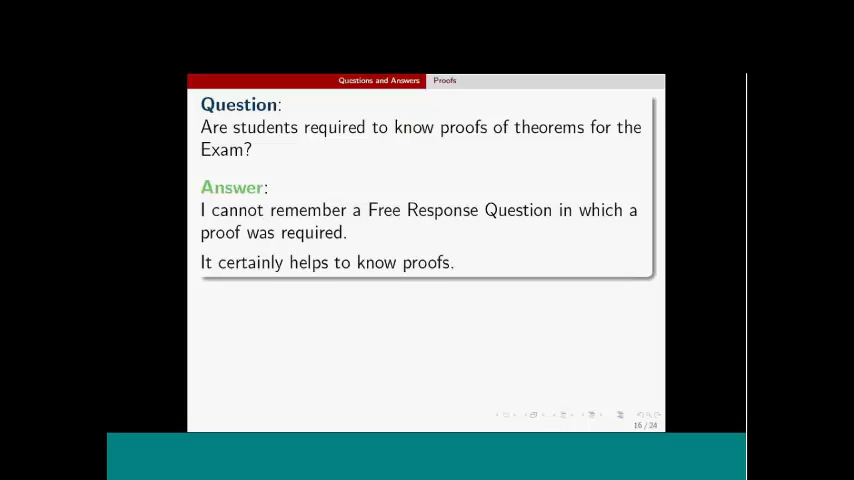 Questions and Answers Proofs
Question:
Are students required to know proofs of theorems for the
Exam?
Answer:
I cannot remember a Free Response Question in which a
proof was required.
It certainly helps to know proofs.
16 / 24